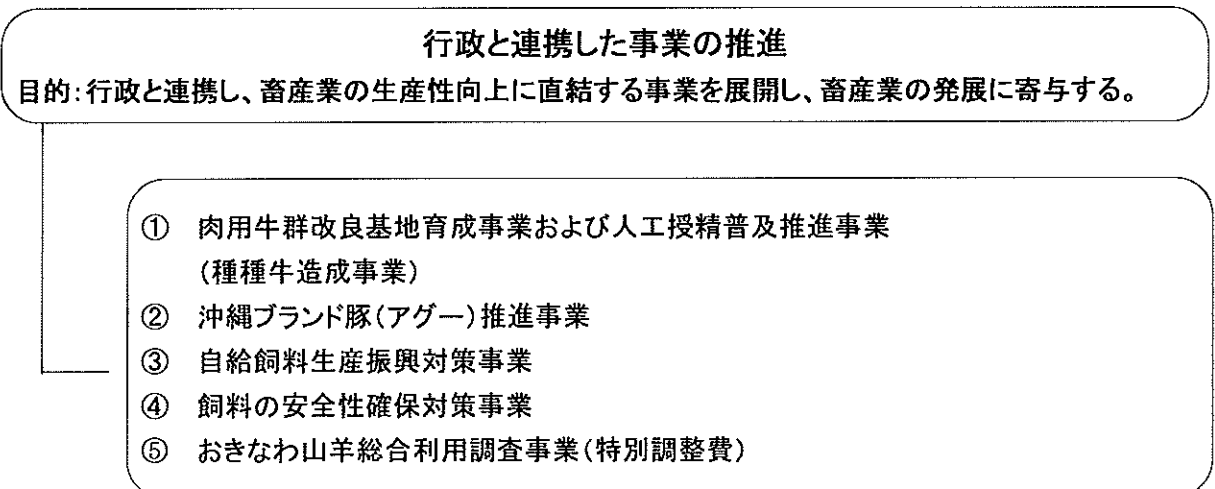 行政と連携した事業の推進
目的:行政と連携し、畜産業の生産性向上に直結する事業を展開し、畜産業の発展に寄与する。
① 肉用牛群改良基地育成事業および人工授精普及推進事業
(種種牛造成事業)
② 沖縄ブランド豚(アグー)推進事業
③ 自給飼料生産振興対策事業
④ 飼料の安全性確保対策事業
⑤ おきなわ山羊総合利用調査事業(特別調整費)